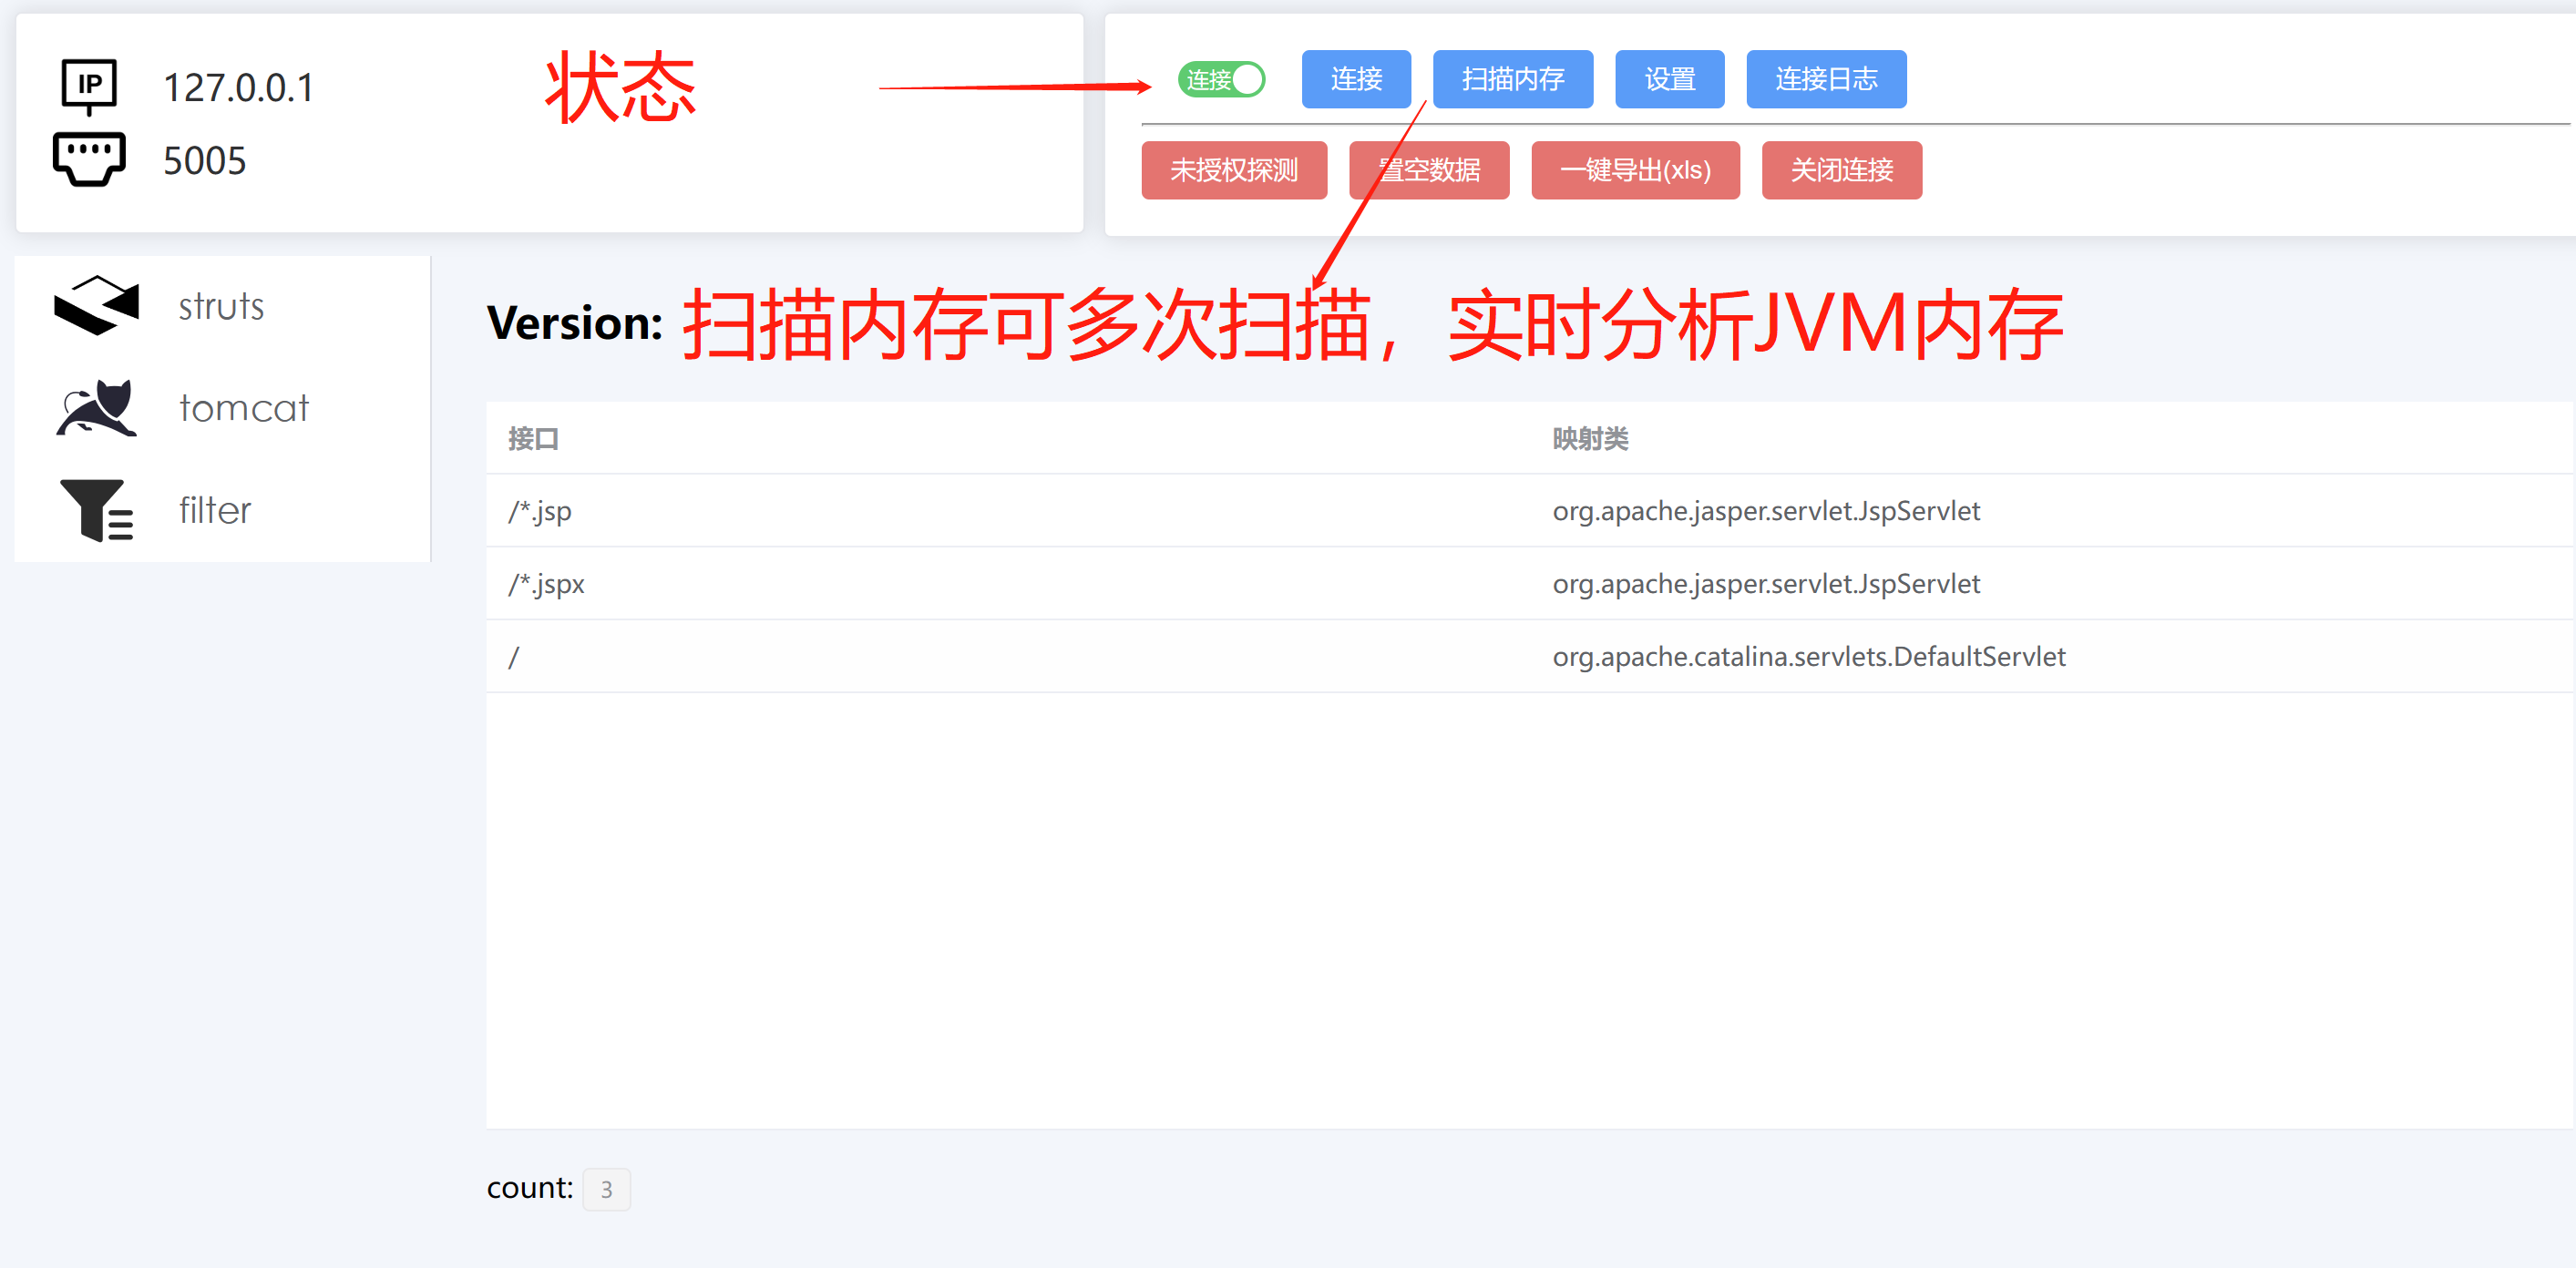 IP 127.0.0.1
5005
状态
连接 连接 扫描内存 设置 连接日志
未授权探测 置空数据 一键导出(xls) 关闭连接
struts
tomcat
filter
Version: 扫描内存可多次扫描，实时分析JVM内存
接口 映射类
/*.jsp org.apache.jasper.servlet.JspServlet
/*.jspx org.apache.jasper.servlet.JspServlet
/ org.apache.catalina.servlets.DefaultServlet
count: 3